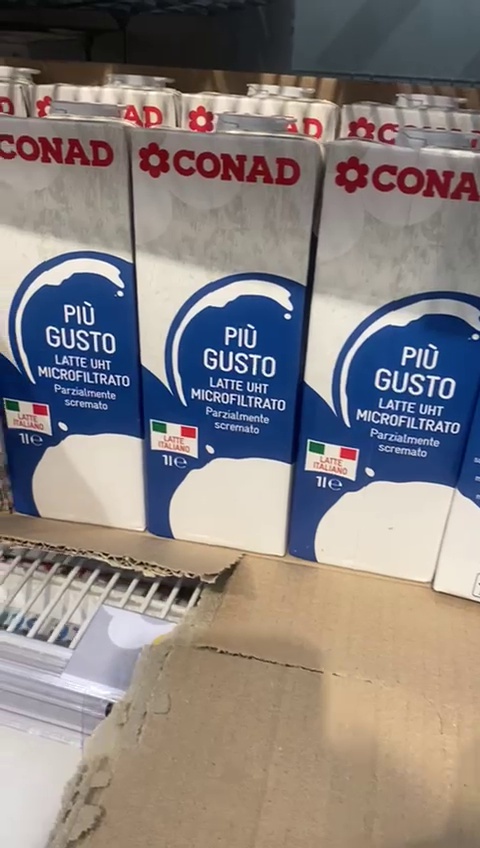 CONAD
CONAD
CONA
PIÙ
GUSTO
LATTE UHT
MICROFILTRATO
Parzialmente
scremato
LATTE
ITALIANO
1l℮
PIÙ
GUSTO
LATTE UHT
MICROFILTRATO
Parzialmente
scremato
LATTE
ITALIANO
1l℮
PIÙ
GUSTO
LATTE UHT
MICROFILTRATO
Parzialmente
scremato
LATTE
ITALIANO
1l℮